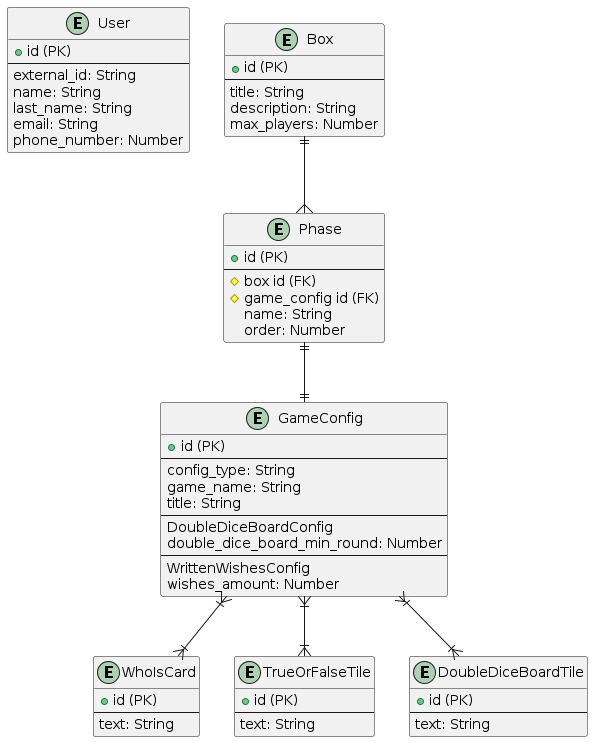 E User
id (PK)
external_id: String
name: String
last_name: String
email: String
phone_number: Number
E Box
id (PK)
title: String
description: String
max_players: Number
E Phase
id (PK)
box id (FK)
game_config id (FK)
name: String
order: Number
E GameConfig
id (PK)
config_type: String
game_name: String
title: String
DoubleDiceBoardConfig
double_dice_board_min_round: Number
WrittenWishesConfig
wishes_amount: Number
E WhoIsCard
id (PK)
text: String
E TrueOrFalseTile
id (PK)
text: String
E DoubleDiceBoardTile
id (PK)
text: String